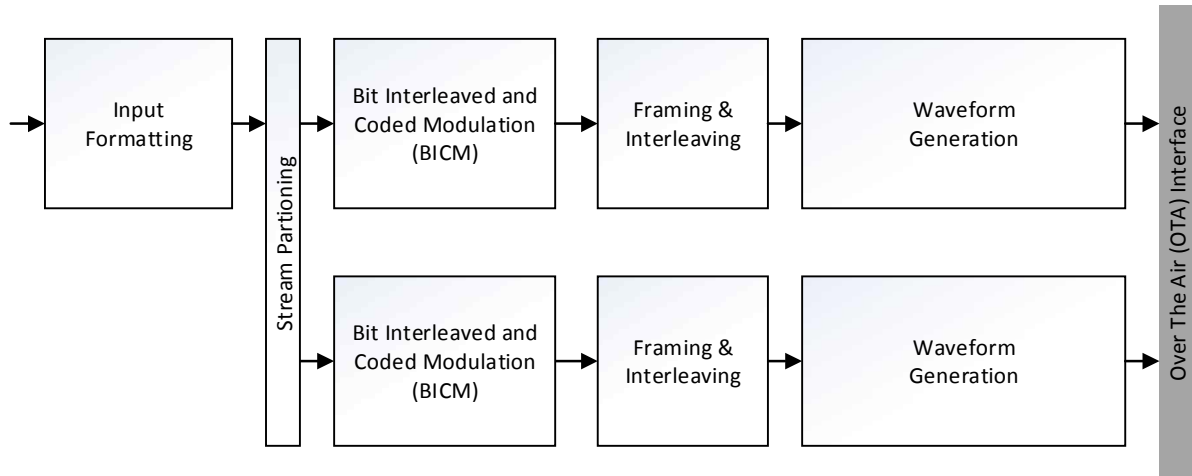 Input
Formatting
Stream Partioning
Bit Interleaved and
Coded Modulation
(BICM)
Framing &
Interleaving
Waveform
Generation
Bit Interleaved and
Coded Modulation
(BICM)
Framing &
Interleaving
Waveform
Generation
Over The Air (OTA) Interface